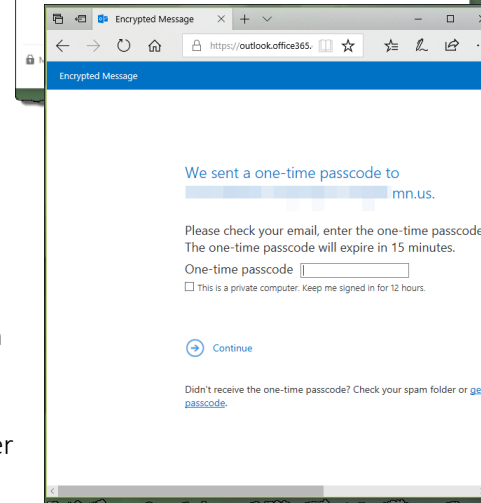 Encrypted Message
https://outlook.office365.
Encrypted Message
We sent a one-time passcode to
mn.us.
Please check your email, enter the one-time passcode
The one-time passcode will expire in 15 minutes.
One-time passcode
This is a private computer. Keep me signed in for 12 hours.
Continue
Didn't receive the one-time passcode? Check your spam folder or ge
passcode.
er